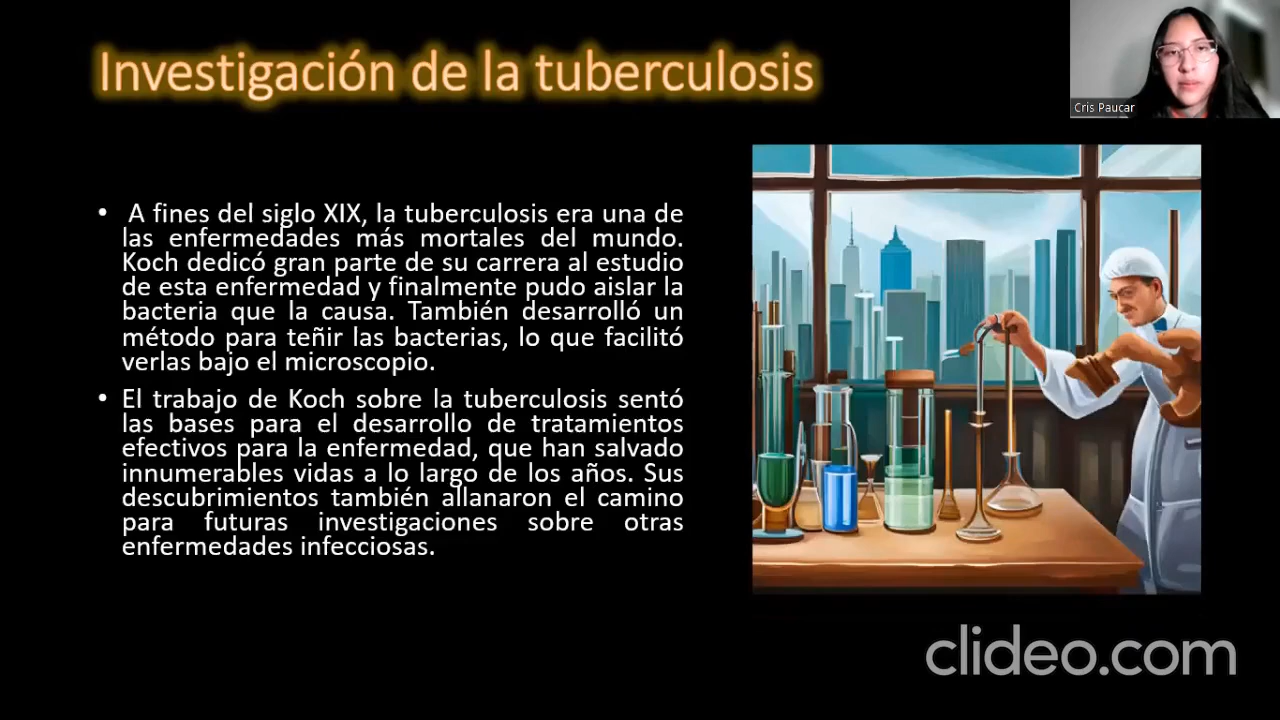 Investigación de la tuberculosis
Cris Paucar
• A fines del siglo XIX, la tuberculosis era una de
las enfermedades más mortales del mundo.
Koch dedicó gran parte de su carrera al estudio
de esta enfermedad y finalmente pudo aislar la
bacteria que la causa. También desarrolló un
método para teñir las bacterias, lo que facilitó
verlas bajo el microscopio.
• El trabajo de Koch sobre la tuberculosis sentó
las bases para el desarrollo de tratamientos
efectivos para la enfermedad, que han salvado
innumerables vidas a lo largo de los años. Sus
descubrimientos también allanaron el camino
para futuras investigaciones sobre otras
enfermedades infecciosas.
clideo.com